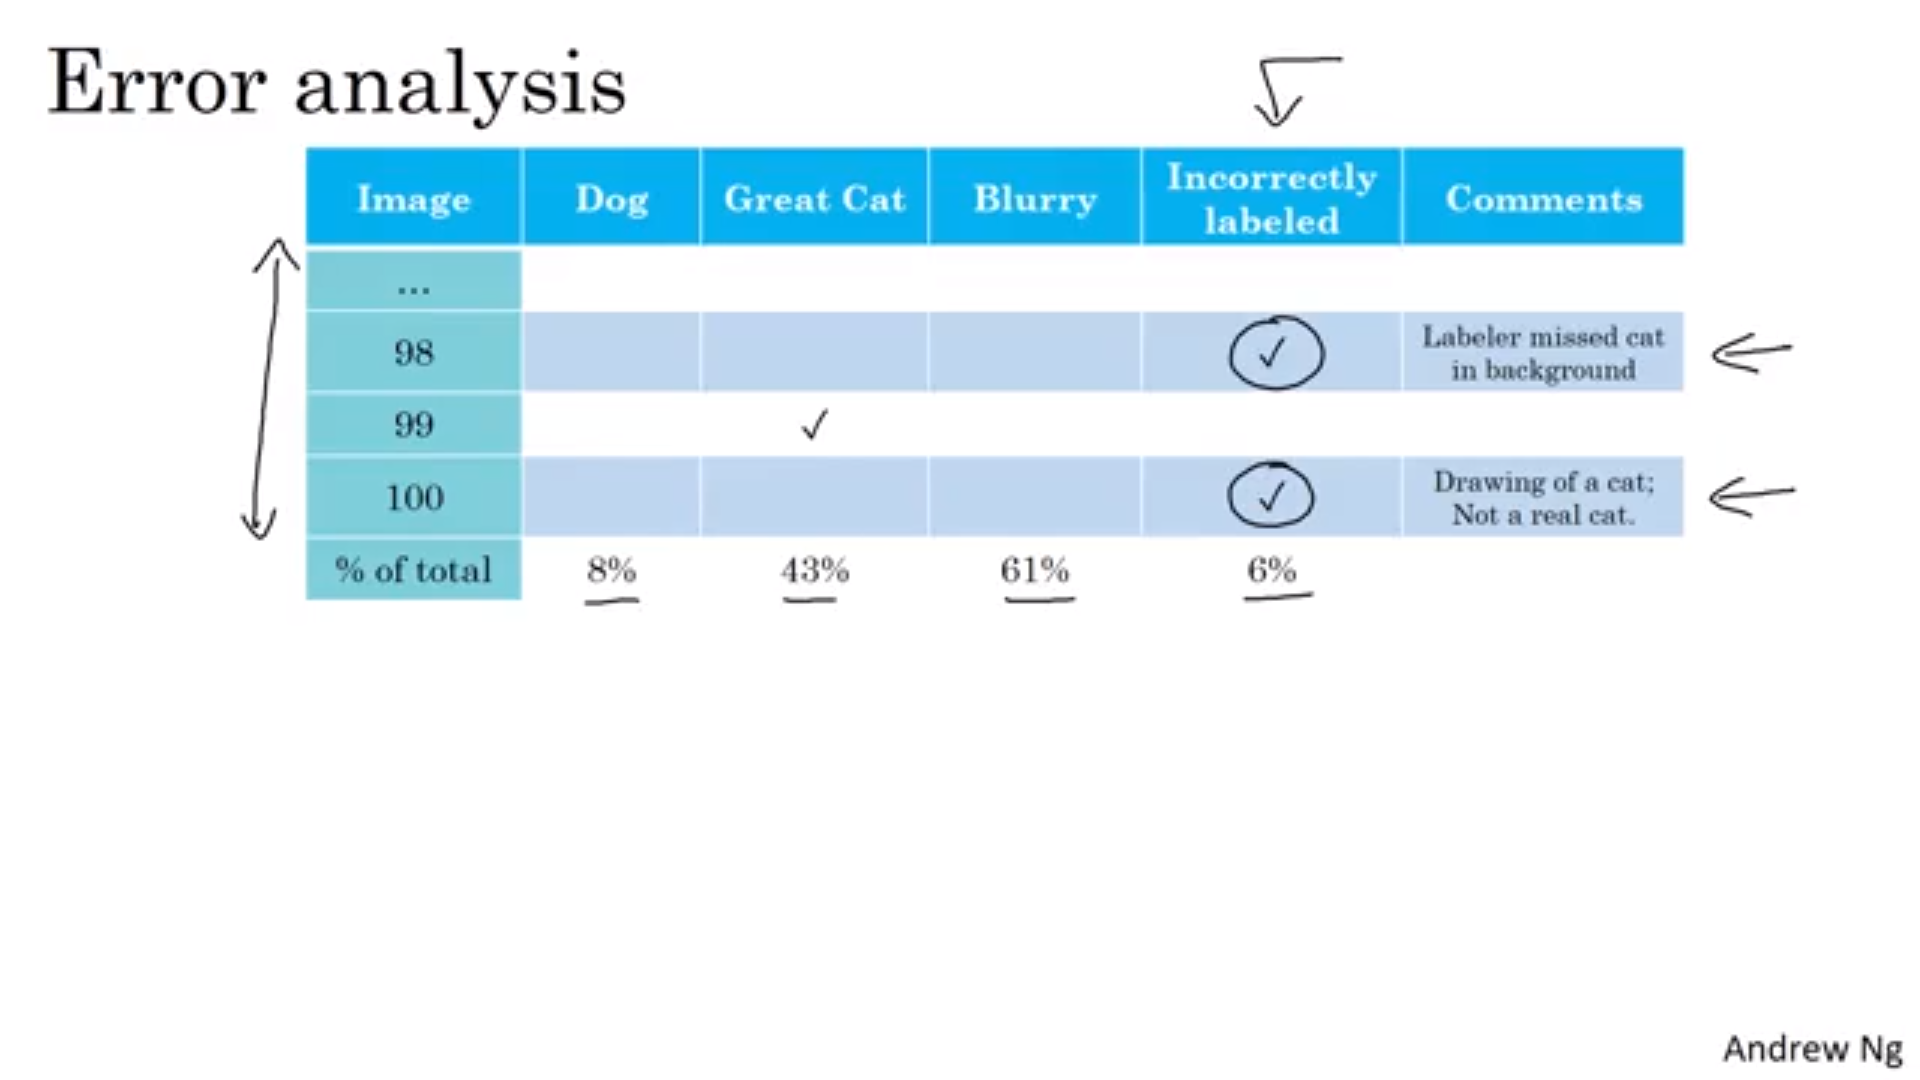 Error analysis
Image Dog Great Cat Blurry Incorrectly labeled Comments
...
98 ✓ Labeler missed cat in background
99 ✓
100 ✓ Drawing of a cat; Not a real cat.
% of total 8% 43% 61% 6%
Andrew Ng